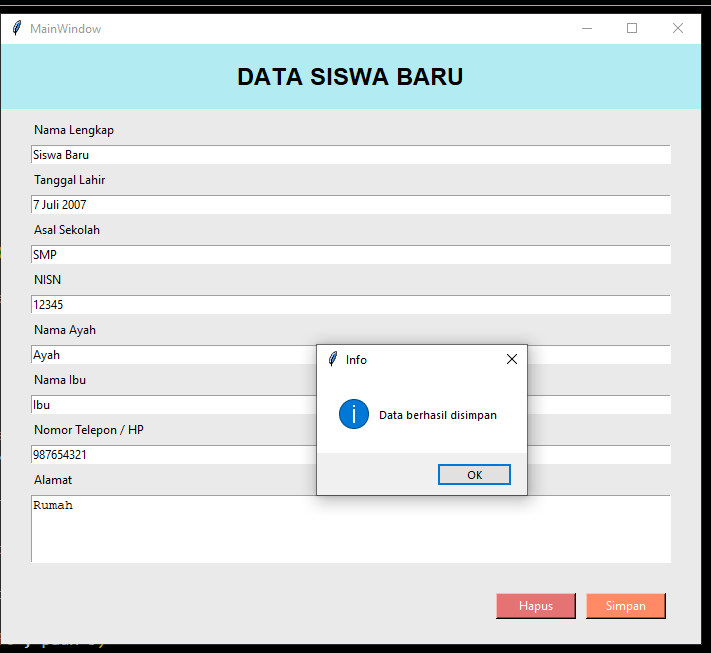 MainWindow
DATA SISWA BARU
Nama Lengkap
Siswa Baru
Tanggal Lahir
7 Juli 2007
Asal Sekolah
SMP
NISN
12345
Nama Ayah
Ayah
Nama Ibu
Ibu
Nomor Telepon / HP
987654321
Alamat
Rumah
Info
Data berhasil disimpan
OK
Hapus
Simpan